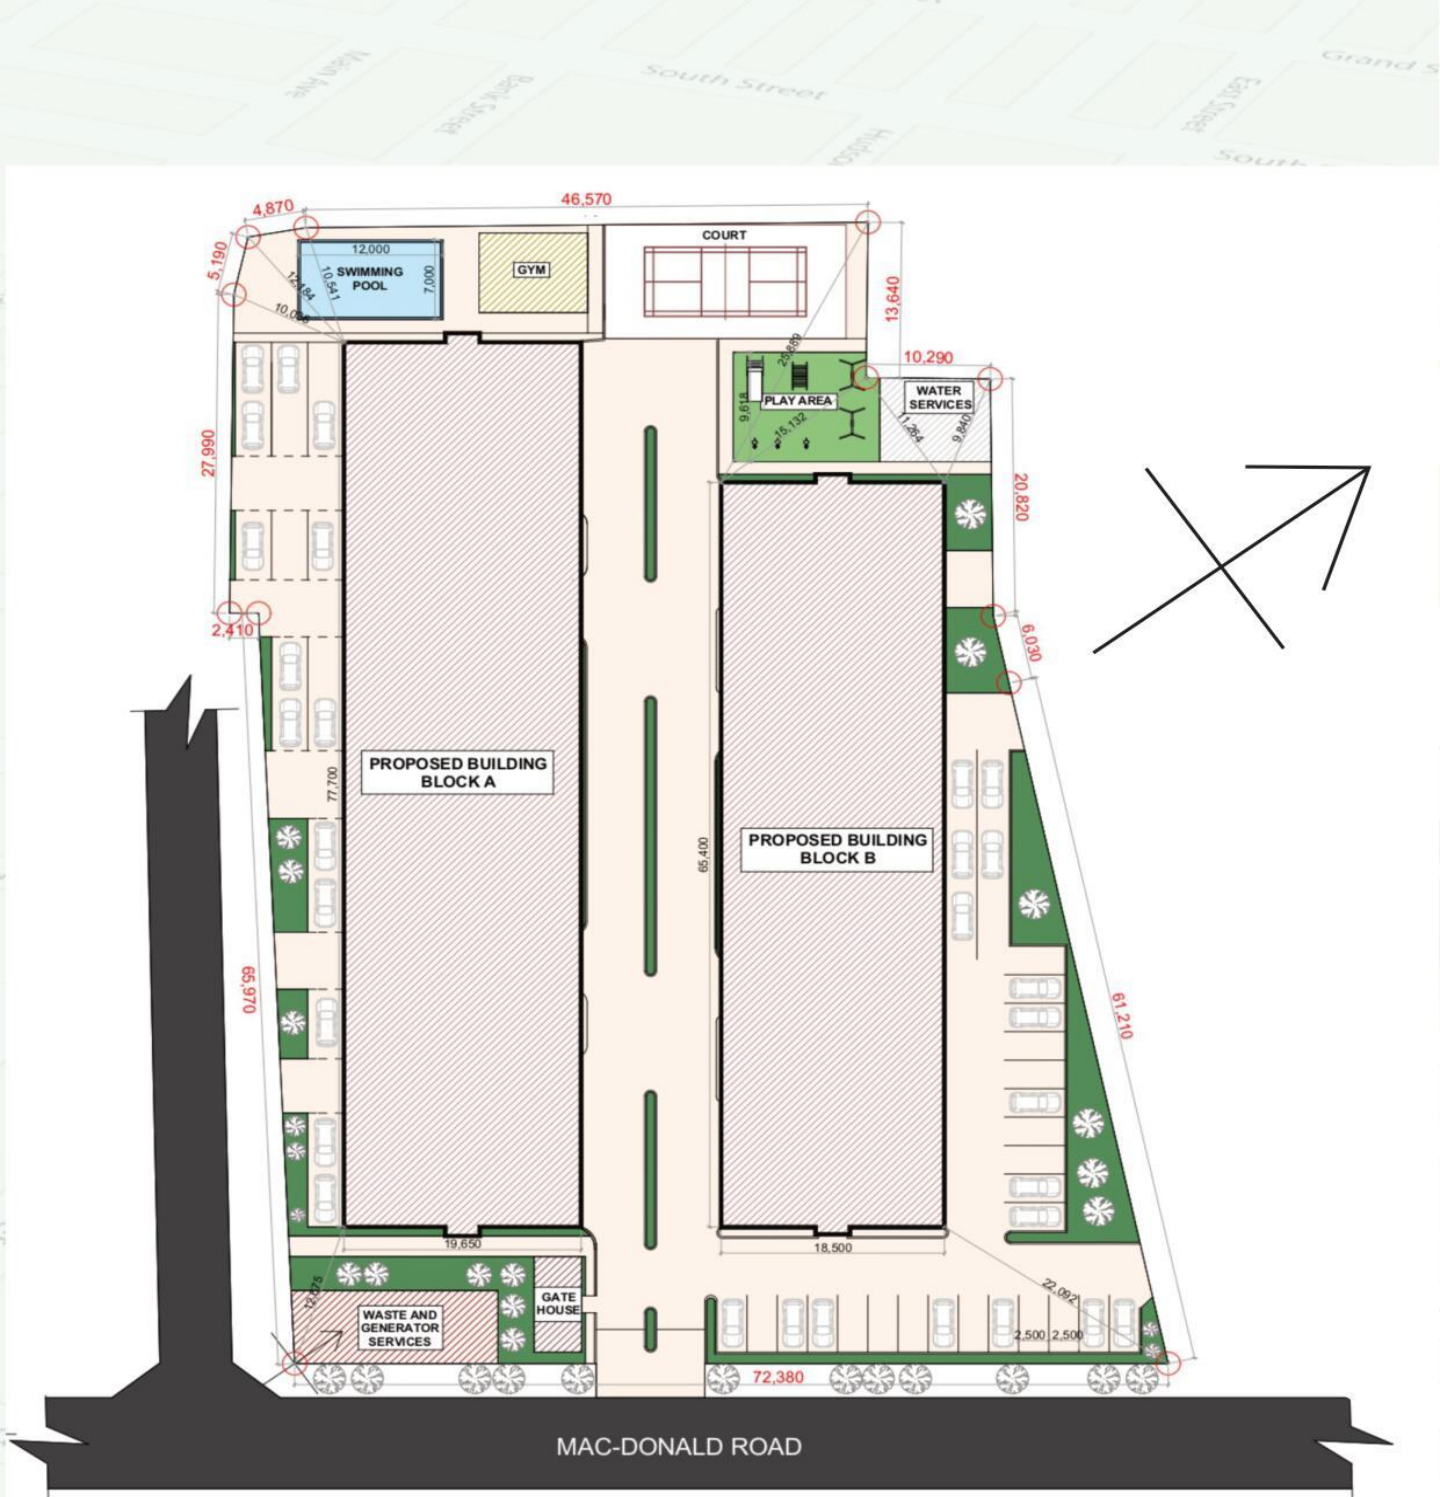 Main Ave
Bank Street
South Street
East Street
Grand S
4,870
46,570
5,190
12,000
SWIMMING
POOL
7,000
10,541
GYM
COURT
13,640
10,290
PLAY AREA
9,618
15,132
WATER
SERVICES
11,264
9,840
27,990
20,820
2,410
6,030
PROPOSED BUILDING
BLOCK A
77,700
PROPOSED BUILDING
BLOCK B
65,400
65,970
61,210
19,650
18,500
22,092
GATE
HOUSE
WASTE AND
GENERATOR
SERVICES
2,500 2,500
72,380
MAC-DONALD ROAD